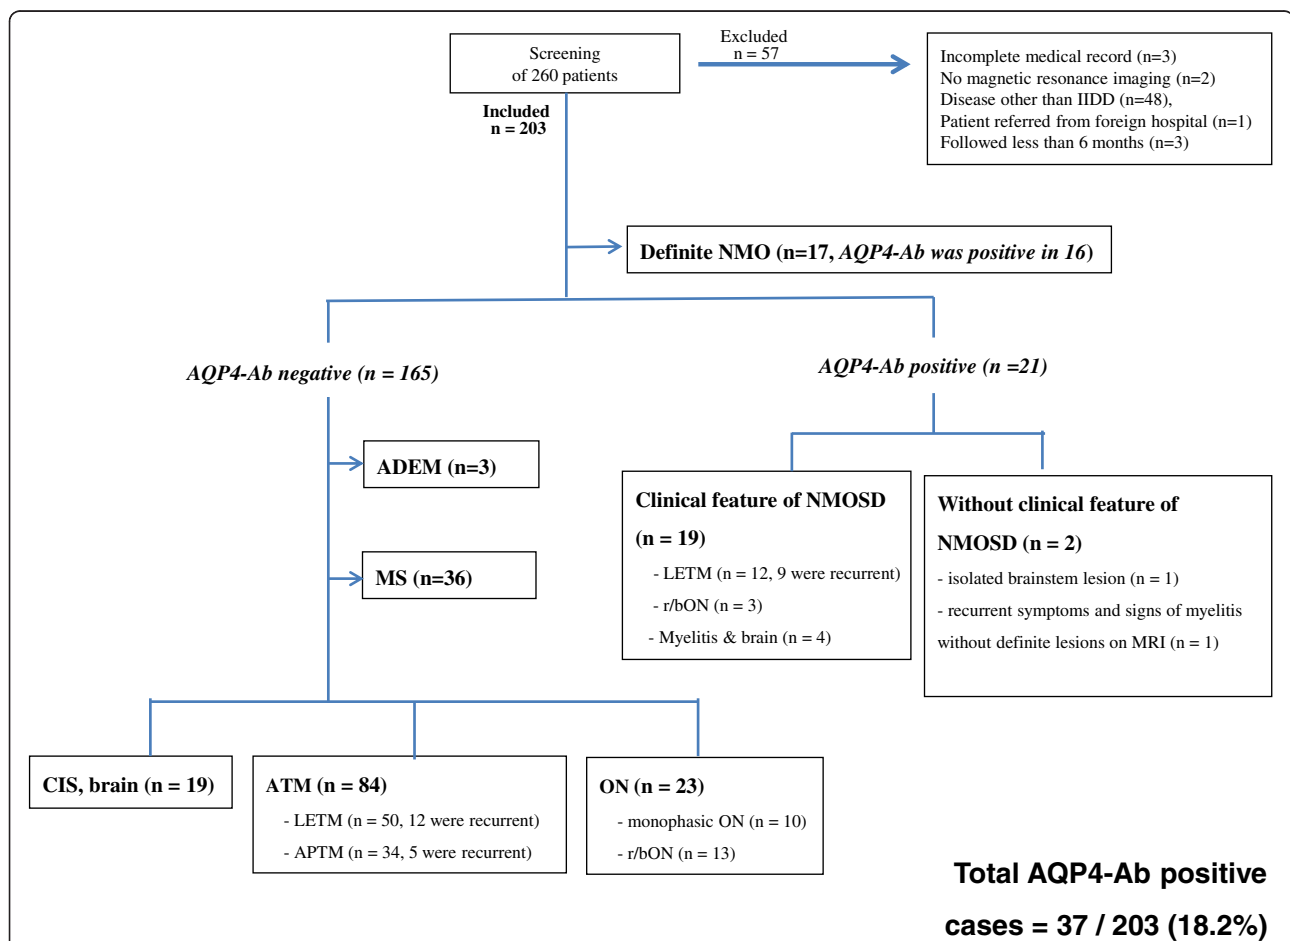 Screening
of 260 patients
Excluded
n = 57
Incomplete medical record (n=3)
No magnetic resonance imaging (n=2)
Disease other than IIDD (n=48),
Patient referred from foreign hospital (n=1)
Followed less than 6 months (n=3)
Included
n = 203
Definite NMO (n=17, AQP4-Ab was positive in 16)
AQP4-Ab negative (n = 165)
AQP4-Ab positive (n =21)
ADEM (n=3)
MS (n=36)
Clinical feature of NMOSD
(n = 19)
- LETM (n = 12, 9 were recurrent)
- r/bON (n = 3)
- Myelitis & brain (n = 4)
Without clinical feature of
NMOSD (n = 2)
- isolated brainstem lesion (n = 1)
- recurrent symptoms and signs of myelitis
without definite lesions on MRI (n = 1)
CIS, brain (n = 19)
ATM (n = 84)
- LETM (n = 50, 12 were recurrent)
- APTM (n = 34, 5 were recurrent)
ON (n = 23)
- monophasic ON (n = 10)
- r/bON (n = 13)
Total AQP4-Ab positive
cases = 37 / 203 (18.2%)